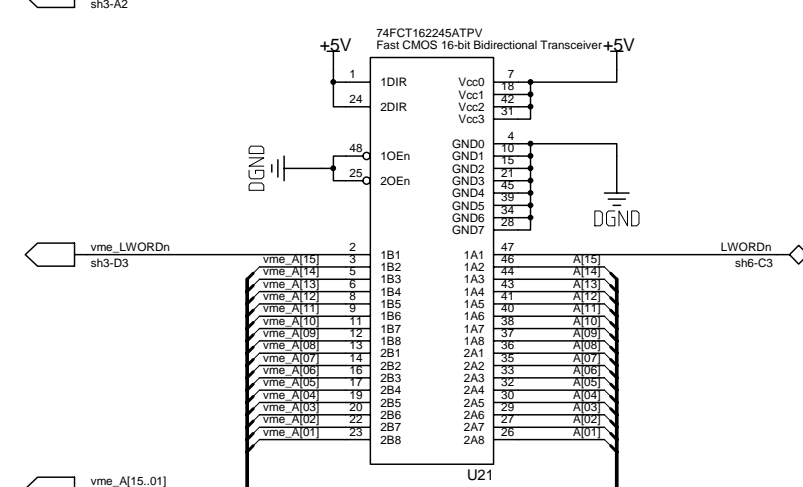 sh3-A2
74FCT162245ATPV
Fast CMOS 16-bit Bidirectional Transceiver
+5V
+5V
1 1DIR Vcc0 7
Vcc1 18
24 2DIR Vcc2 42
Vcc3 31
GND0 4
48 1OEn GND1 10
GND2 15
25 2OEn GND3 21
GND4 45
GND5 39
GND6 34
GND7 28
DGND
DGND
vme_LWORDn 2 1B1 1A1 47 LWORDn
sh3-D3
sh6-C3
vme_A[15] 3 1B2 1A2 46 A[15]
vme_A[14] 5 1B3 1A3 44 A[14]
vme_A[13] 6 1B4 1A4 43 A[13]
vme_A[12] 8 1B5 1A5 41 A[12]
vme_A[11] 9 1B6 1A6 40 A[11]
vme_A[10] 11 1B7 1A7 38 A[10]
vme_A[09] 12 1B8 1A8 37 A[09]
vme_A[08] 13 2B1 2A1 36 A[08]
vme_A[07] 14 2B2 2A2 35 A[07]
vme_A[06] 16 2B3 2A3 33 A[06]
vme_A[05] 17 2B4 2A4 32 A[05]
vme_A[04] 19 2B5 2A5 30 A[04]
vme_A[03] 20 2B6 2A6 29 A[03]
vme_A[02] 22 2B7 2A7 27 A[02]
vme_A[01] 23 2B8 2A8 26 A[01]
U21
vme_A[15..01]